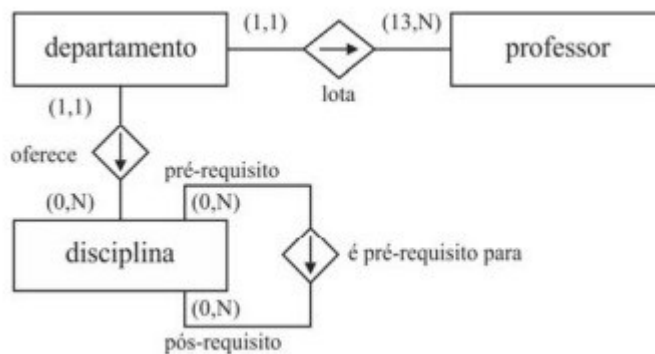 departamento
(1,1)
(13,N)
professor
lota
(1,1)
oferece
(0,N)
pré-requisito
(0,N)
disciplina
é pré-requisito para
(0,N)
pós-requisito